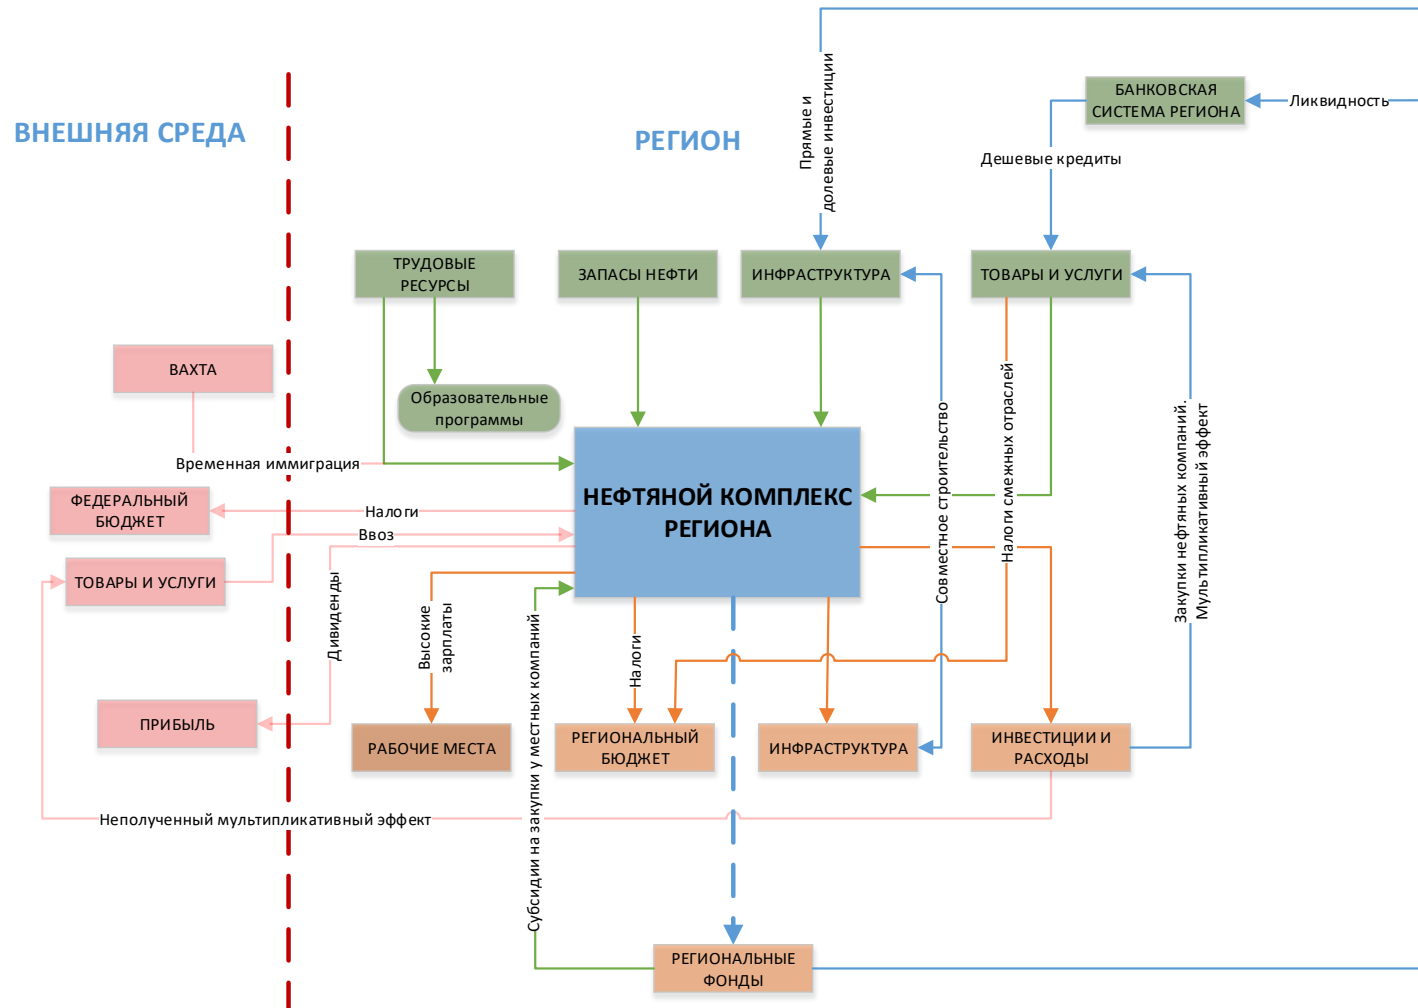 Прямые и
долевые инвестиции
БАНКОВСКАЯ
СИСТЕМА РЕГИОНА
Ликвидность
ВНЕШНЯЯ СРЕДА
РЕГИОН
Дешевые кредиты
ТРУДОВЫЕ
РЕСУРСЫ
ЗАПАСЫ НЕФТИ
ИНФРАСТРУКТУРА
ТОВАРЫ И УСЛУГИ
ВАХТА
Образовательные
программы
Временная иммиграция
Совместное строительство
Налоги смежных отраслей
Закупки нефтяных компаний.
Мультипликативный эффект
ФЕДЕРАЛЬНЫЙ
БЮДЖЕТ
Налоги
Ввоз
НЕФТЯНОЙ КОМПЛЕКС
РЕГИОНА
ТОВАРЫ И УСЛУГИ
Дивиденды
Высокие
зарплаты
Налоги
Субсидии на закупки у местных компаний
ПРИБЫЛЬ
РАБОЧИЕ МЕСТА
РЕГИОНАЛЬНЫЙ
БЮДЖЕТ
ИНФРАСТРУКТУРА
ИНВЕСТИЦИИ И
РАСХОДЫ
Неполученный мультипликативный эффект
РЕГИОНАЛЬНЫЕ
ФОНДЫ